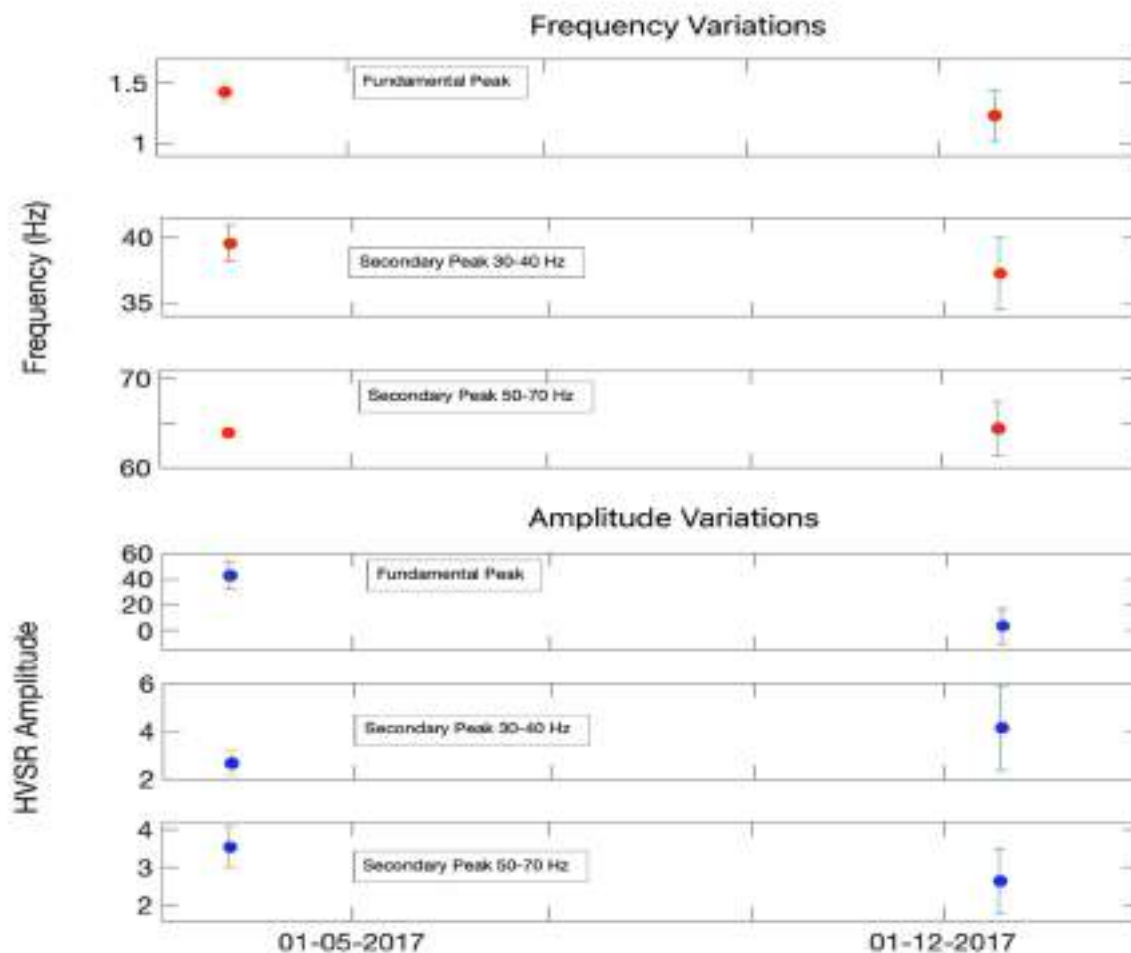 Frequency Variations
1.5
1
Fundamental Peak
40
35
Secondary Peak 30-40 Hz
70
60
Secondary Peak 50-70 Hz
Frequency (Hz)
Amplitude Variations
60
40
20
0
Fundamental Peak
6
4
2
Secondary Peak 30-40 Hz
4
3
2
Secondary Peak 50-70 Hz
HVSR Amplitude
01-05-2017
01-12-2017